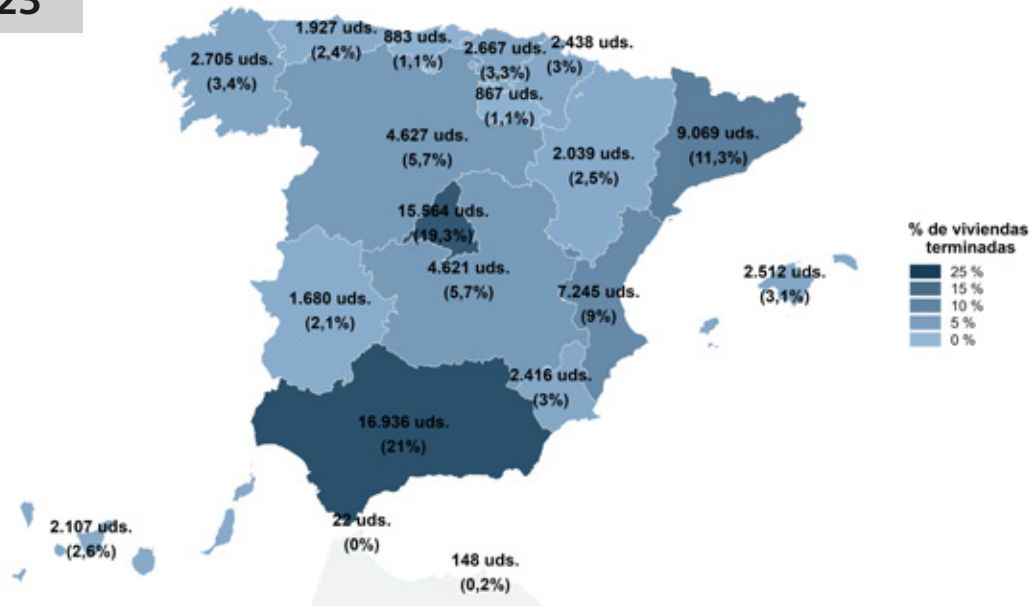 23
1.927 uds.
(2,4%)
883 uds.
(1,1%)
2.667 uds.
(3,3%)
2.438 uds.
(3%)
2.705 uds.
(3,4%)
867 uds.
(1,1%)
4.627 uds.
(5,7%)
2.039 uds.
(2,5%)
9.069 uds.
(11,3%)
15.564 uds.
(19,3%)
4.621 uds.
(5,7%)
1.680 uds.
(2,1%)
7.245 uds.
(9%)
2.512 uds.
(3,1%)
% de viviendas
terminadas
25 %
15 %
10 %
5 %
0 %
2.416 uds.
(3%)
16.936 uds.
(21%)
2.107 uds.
(2,6%)
22 uds.
(0%)
148 uds.
(0,2%)